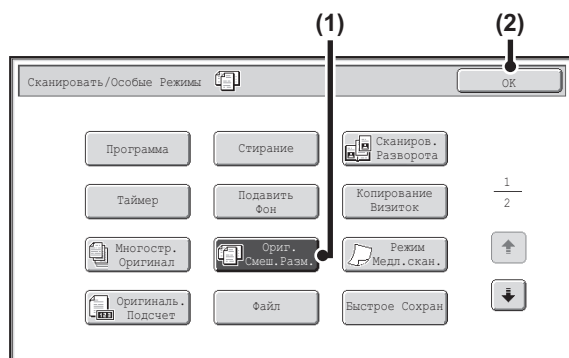 (1)
(2)
Сканировать/Особые Режимы
OK
Программа
Стирание
Сканиров.
Разворота
Таймер
Подавить
Фон
Копирование
Визиток
1
2
Многостр.
Оригинал
Ориг.
Смеш.Разм.
Режим
Медл.скан.
Оригиналь.
Подсчет
123
Файл
Быстрое Сохран